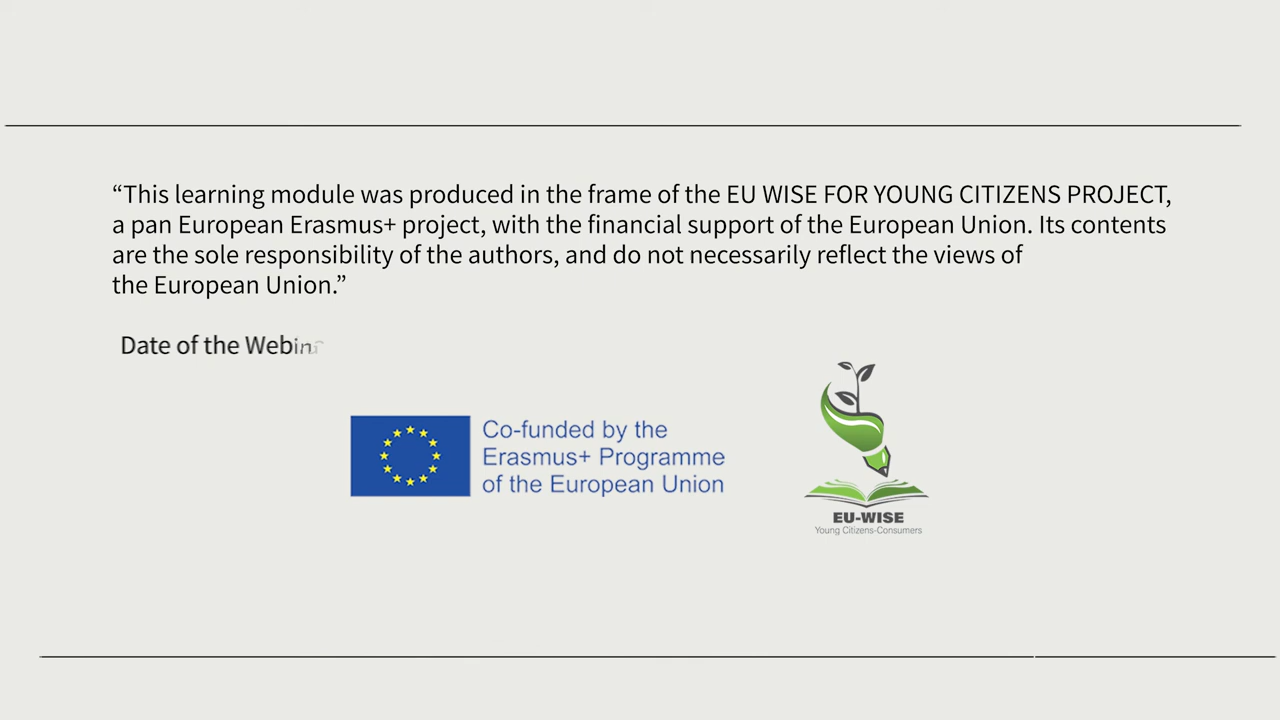 “This learning module was produced in the frame of the EU WISE FOR YOUNG CITIZENS PROJECT,
a pan European Erasmus+ project, with the financial support of the European Union. Its contents
are the sole responsibility of the authors, and do not necessarily reflect the views of
the European Union.”
Date of the
Co-funded by the
Erasmus+ Programme
of the European Union
EU-WISE
Young Citizens-Consumers